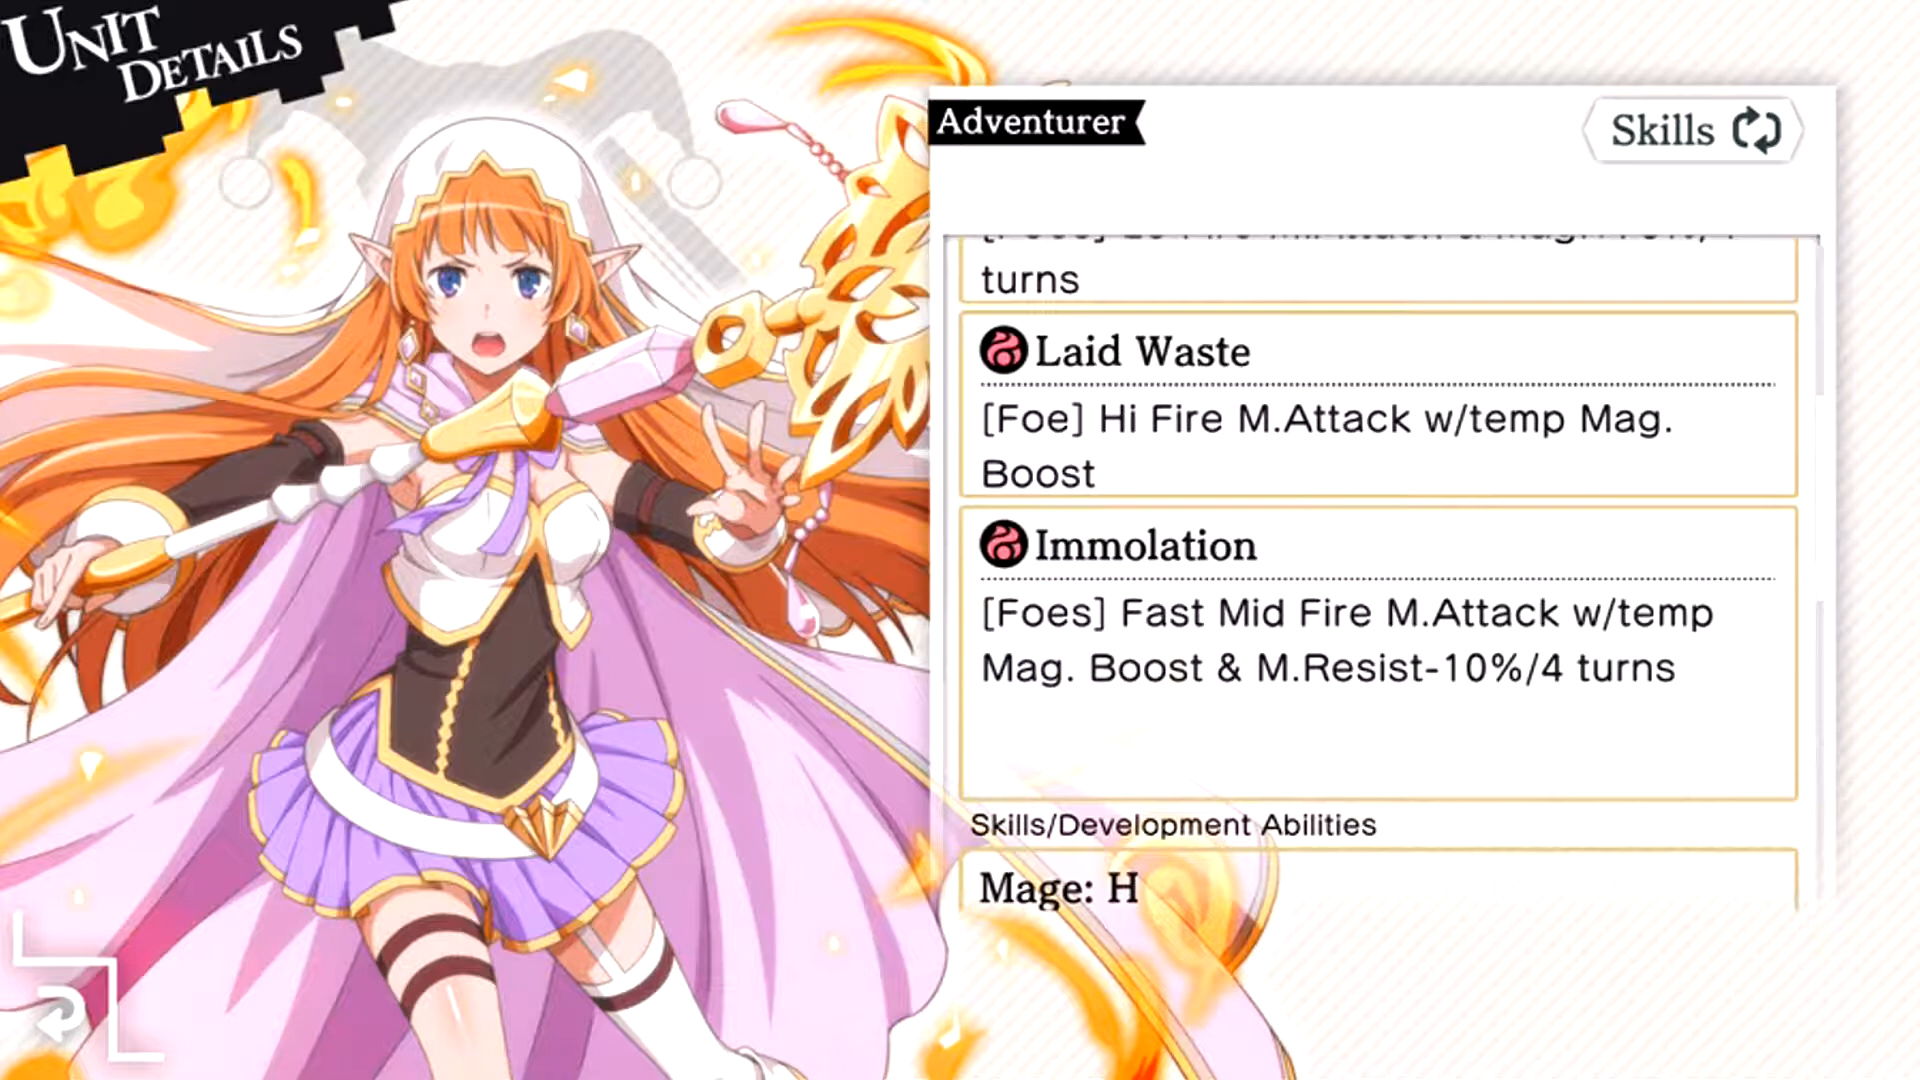 UNIT
DETAILS
Adventurer
Skills
turns
Laid Waste
[Foe] Hi Fire M.Attack w/temp Mag.
Boost
Immolation
[Foes] Fast Mid Fire M.Attack w/temp
Mag. Boost & M.Resist-10%/4 turns
Skills/Development Abilities
Mage: H